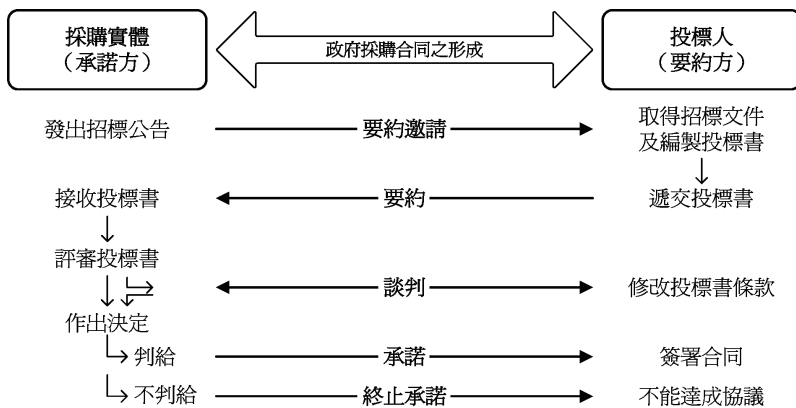 採購實體
（承諾方）
政府採購合同之形成
投標人
（要約方）
發出招標公告
要約邀請
取得招標文件
及編製投標書
接收投標書
要約
遞交投標書
評審投標書
談判
修改投標書條款
作出決定
判給
承諾
簽署合同
不判給
終止承諾
不能達成協議